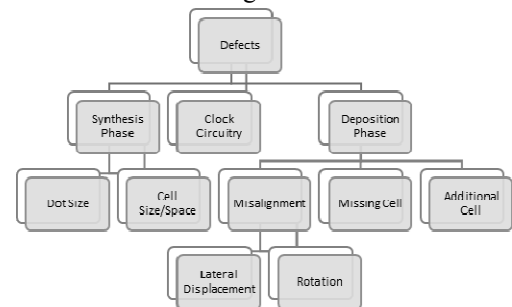 Defects
Synthesis
Phase
Clock
Circuitry
Deposition
Phase
Dot Size
Cell
Size/Space
Misalignment
Missing Cell
Additional
Cell
Lateral
Displacement
Rotation